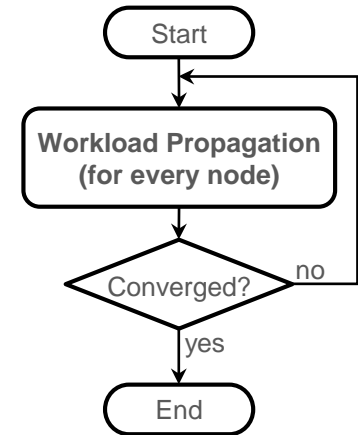 Start
Workload Propagation
(for every node)
Converged?
no
yes
End